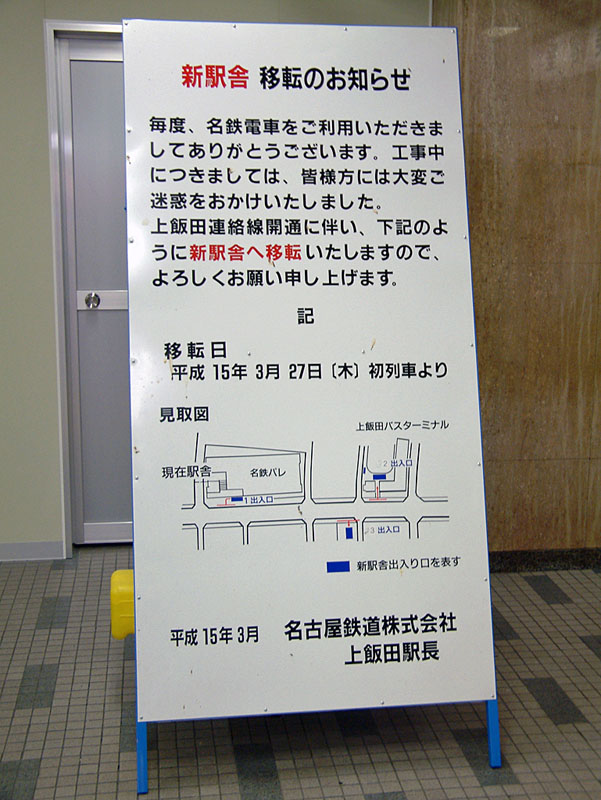 新駅舎 移転のお知らせ
毎度、名鉄電車をご利用いただきま
してありがとうございます。工事中
につきましては、皆様方には大変ご
迷惑をおかけいたしました。
上飯田連絡線開通に伴い、下記のよ
うに新駅舎へ移転いたしますので、
よろしくお願い申し上げます。
記
移転日
平成 15年 3月 27日〔木〕初列車より
見取図
上飯田バスターミナル
現在駅舎
名鉄パレ
2 出入口
1 出入口
3 出入口
新駅舎出入り口を表す
平成 15年 3月 名古屋鉄道株式会社
上飯田駅長